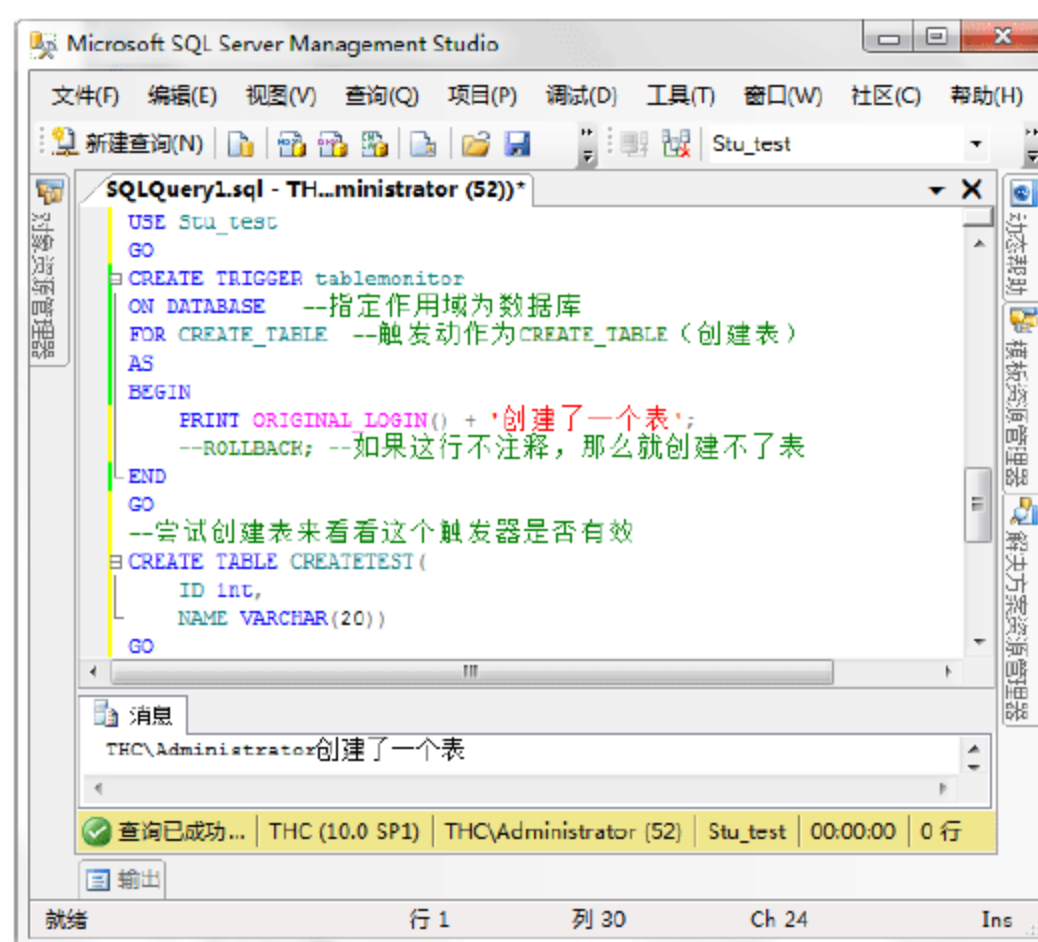 Microsoft SQL Server Management Studio
文件(F) 编辑(E) 视图(V) 查询(Q) 项目(P) 调试(D) 工具(T) 窗口(W) 社区(C) 帮助(H)
新建查询(N) Stu_test
SQLQuery1.sql - TH...ministrator (52))*
对象资源管理器
USE Stu_test
GO
CREATE TRIGGER tablemonitor
ON DATABASE --指定作用域为数据库
FOR CREATE_TABLE --触发动作为CREATE_TABLE（创建表）
AS
BEGIN
PRINT ORIGINAL_LOGIN() + '创建了一个表';
--ROLLBACK; --如果这行不注释，那么就创建不了表
END
GO
--尝试创建表来看看这个触发器是否有效
CREATE TABLE CREATETEST(
ID int,
NAME VARCHAR(20))
GO
动态帮助
模板资源管理器
解决方案资源管理器
消息
THC\Administrator创建了一个表
查询已成功... THC (10.0 SP1) THC\Administrator (52) Stu_test 00:00:00 0 行
输出
就绪 行 1 列 30 Ch 24 Ins